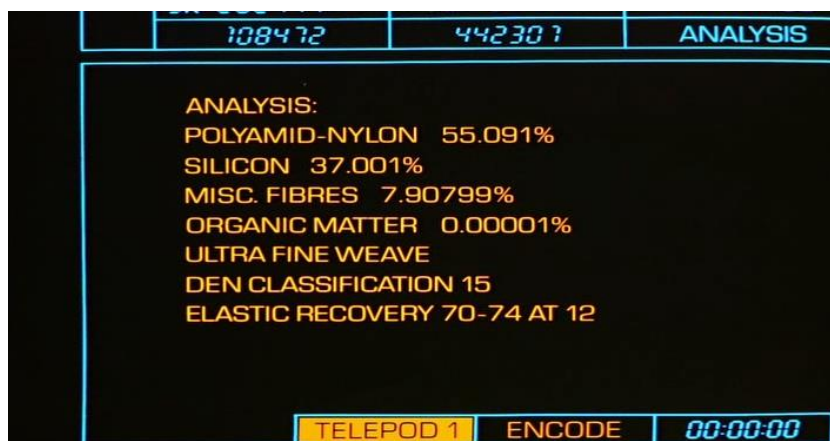 108472 442307 ANALYSIS
ANALYSIS:
POLYAMID-NYLON 55.091%
SILICON 37.001%
MISC. FIBRES 7.90799%
ORGANIC MATTER 0.00001%
ULTRA FINE WEAVE
DEN CLASSIFICATION 15
ELASTIC RECOVERY 70-74 AT 12
TELEPOD 1 ENCODE 00:00:00